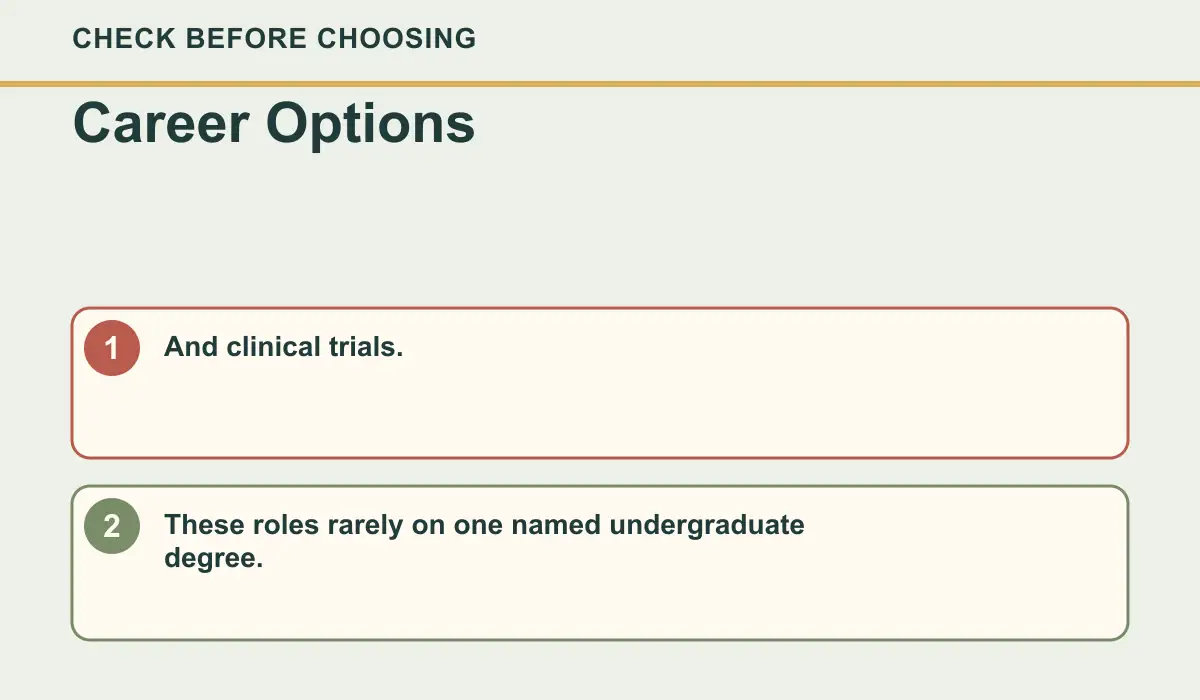 CHECK BEFORE CHOOSING
Career Options
1
And clinical trials.
2
These roles rarely on one named undergraduate
degree.